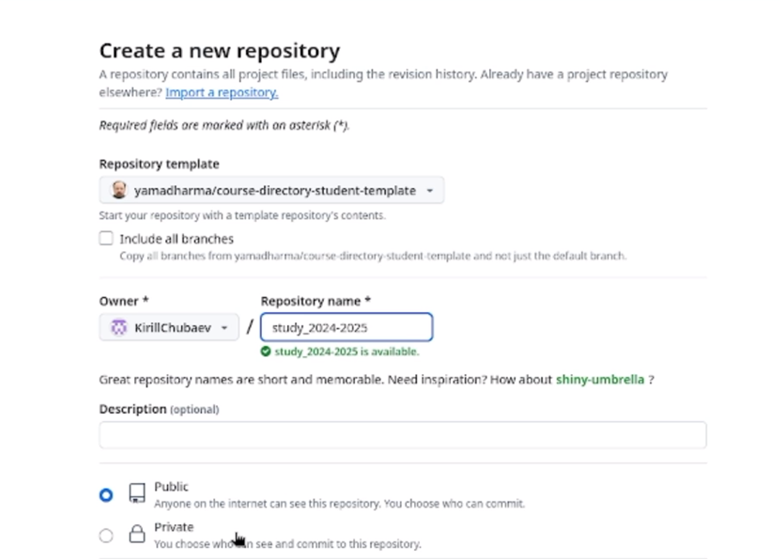 Create a new repository
A repository contains all project files, including the revision history. Already have a project repository
elsewhere? Import a repository.
Required fields are marked with an asterisk (*).
Repository template
yamadharma/course-directory-student-template
Start your repository with a template repository's contents.
Include all branches
Copy all branches from yamadharma/course-directory-student-template and not just the default branch.
Owner * Repository name *
KirillChubaev / study_2024-2025
study_2024-2025 is available.
Great repository names are short and memorable. Need inspiration? How about shiny-umbrella ?
Description (optional)
Public
Anyone on the internet can see this repository. You choose who can commit.
Private
You choose who can see and commit to this repository.